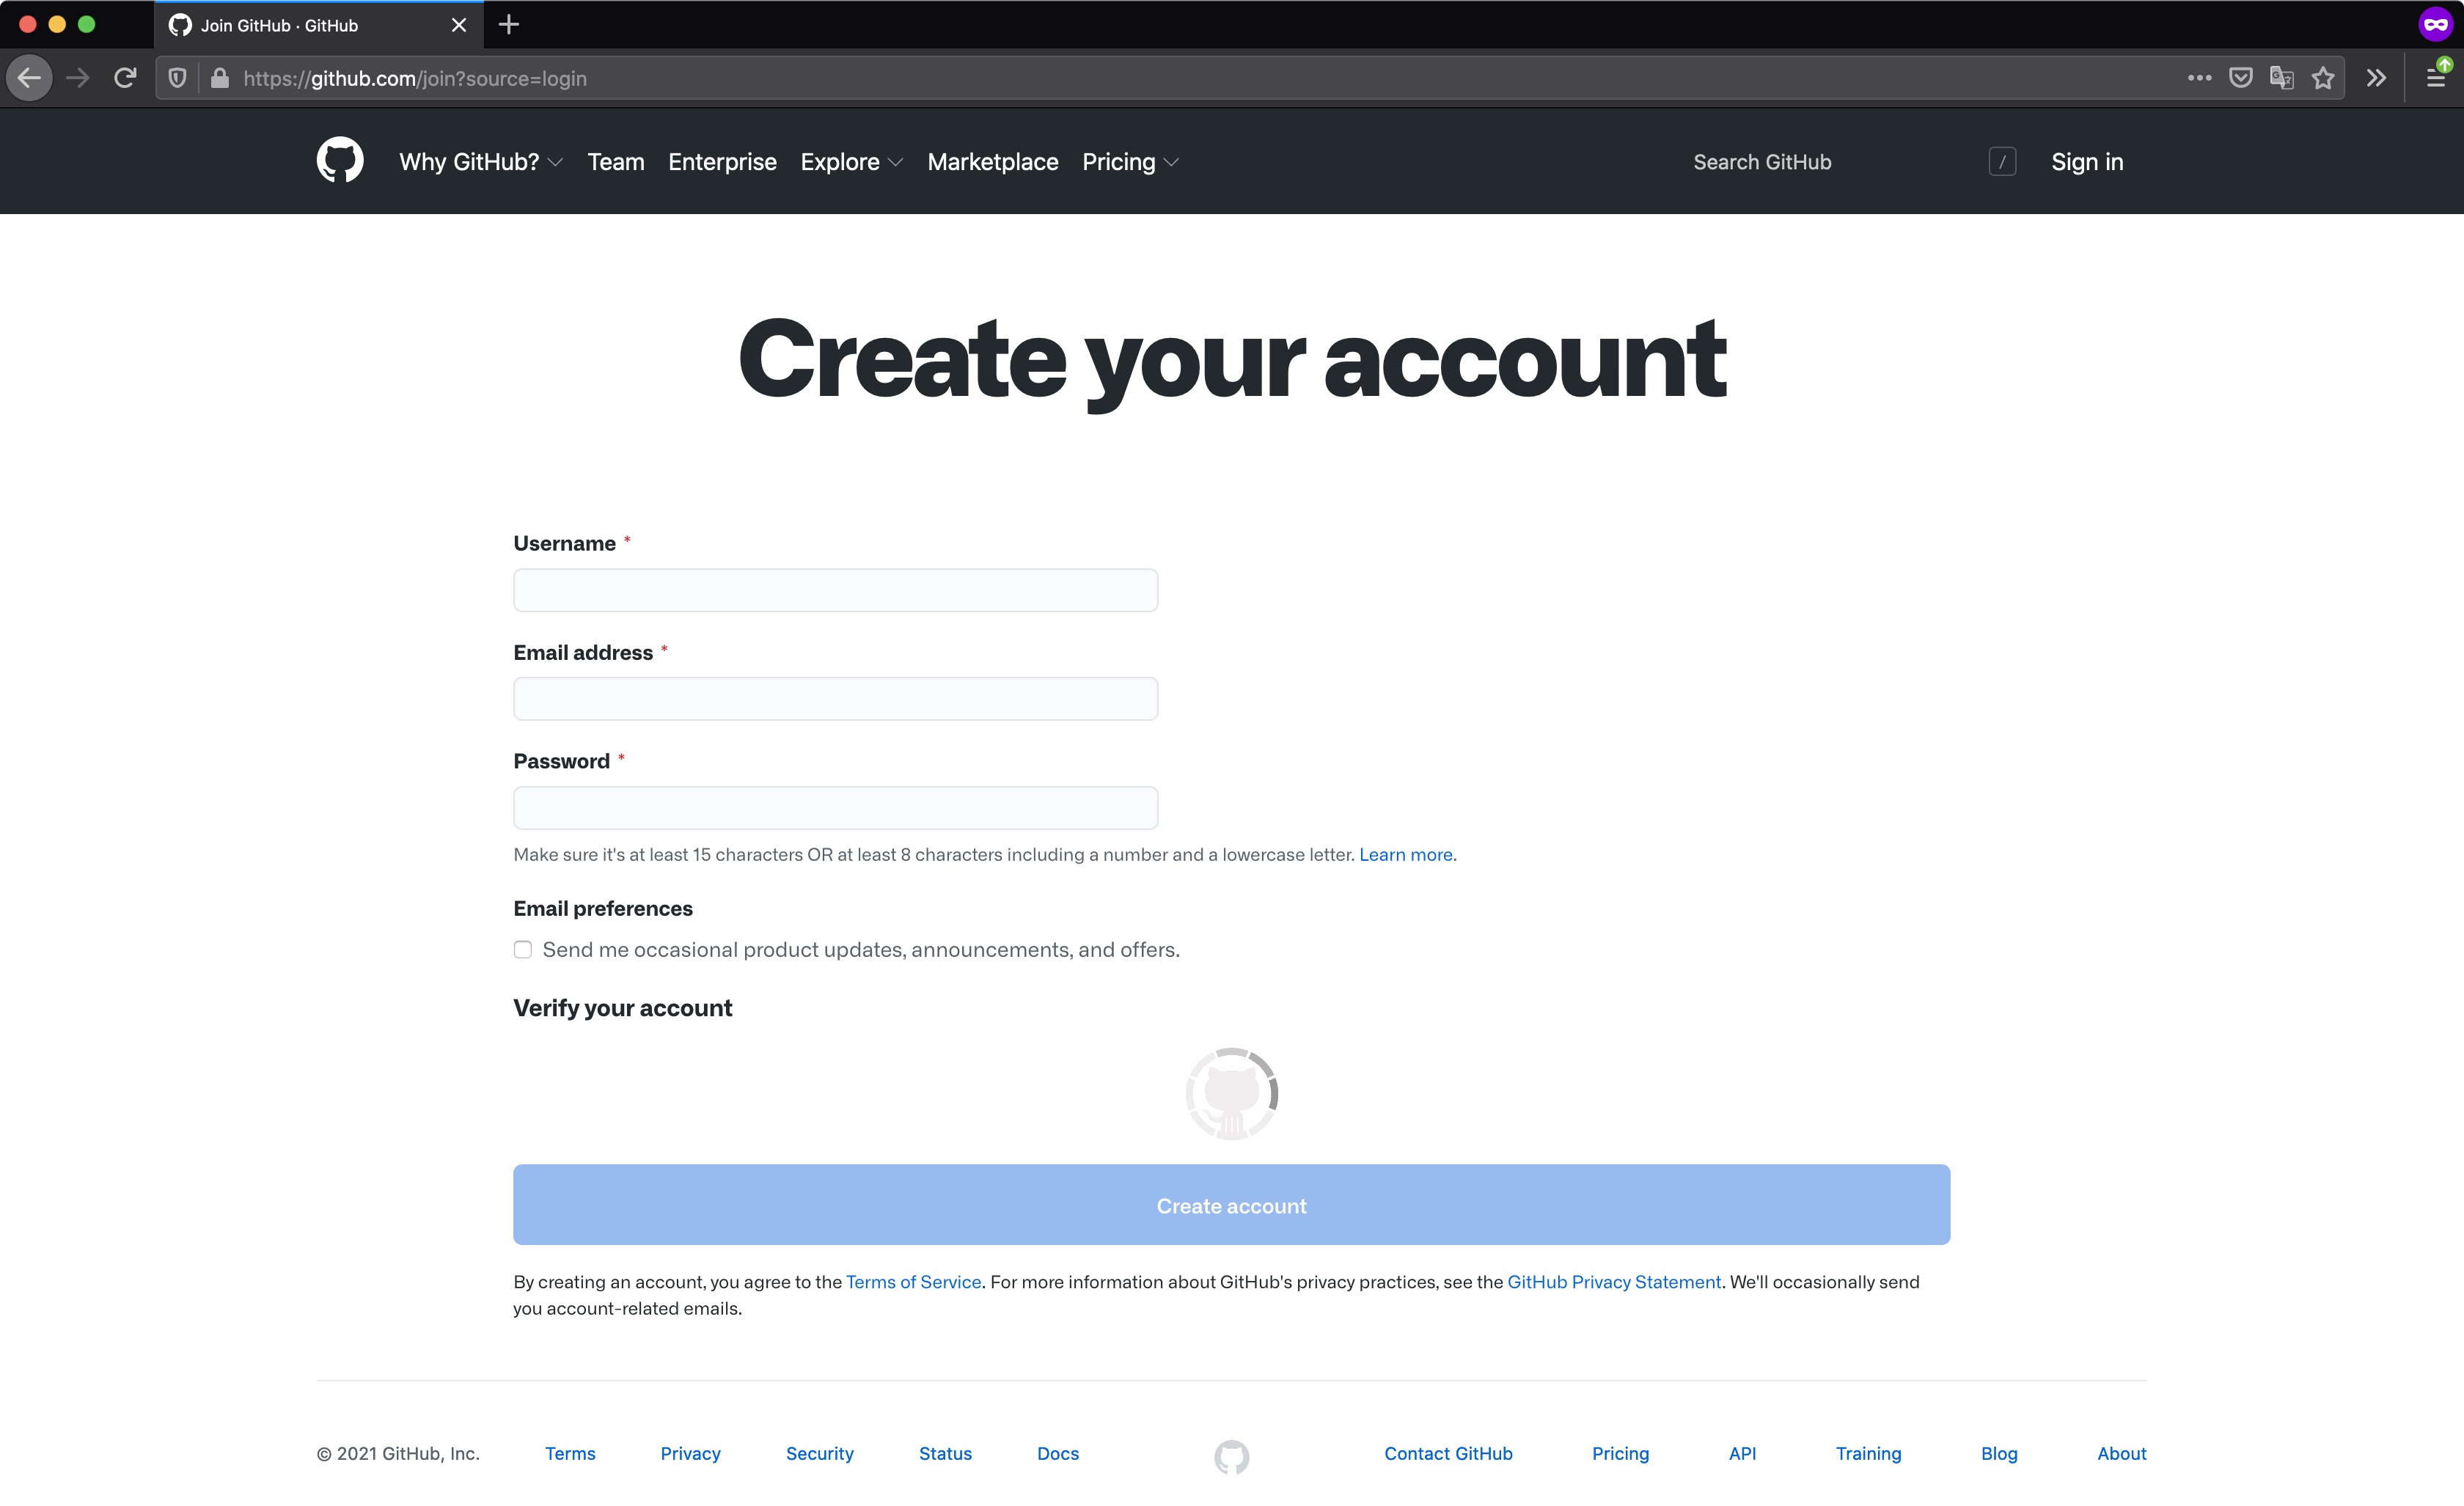 Join GitHub · GitHub
https://github.com/join?source=login
Why GitHub? Team Enterprise Explore Marketplace Pricing Search GitHub / Sign in
Create your account
Username *
Email address *
Password *
Make sure it's at least 15 characters OR at least 8 characters including a number and a lowercase letter. Learn more.
Email preferences
Send me occasional product updates, announcements, and offers.
Verify your account
Create account
By creating an account, you agree to the Terms of Service. For more information about GitHub's privacy practices, see the GitHub Privacy Statement. We'll occasionally send
you account-related emails.
© 2021 GitHub, Inc. Terms Privacy Security Status Docs Contact GitHub Pricing API Training Blog About